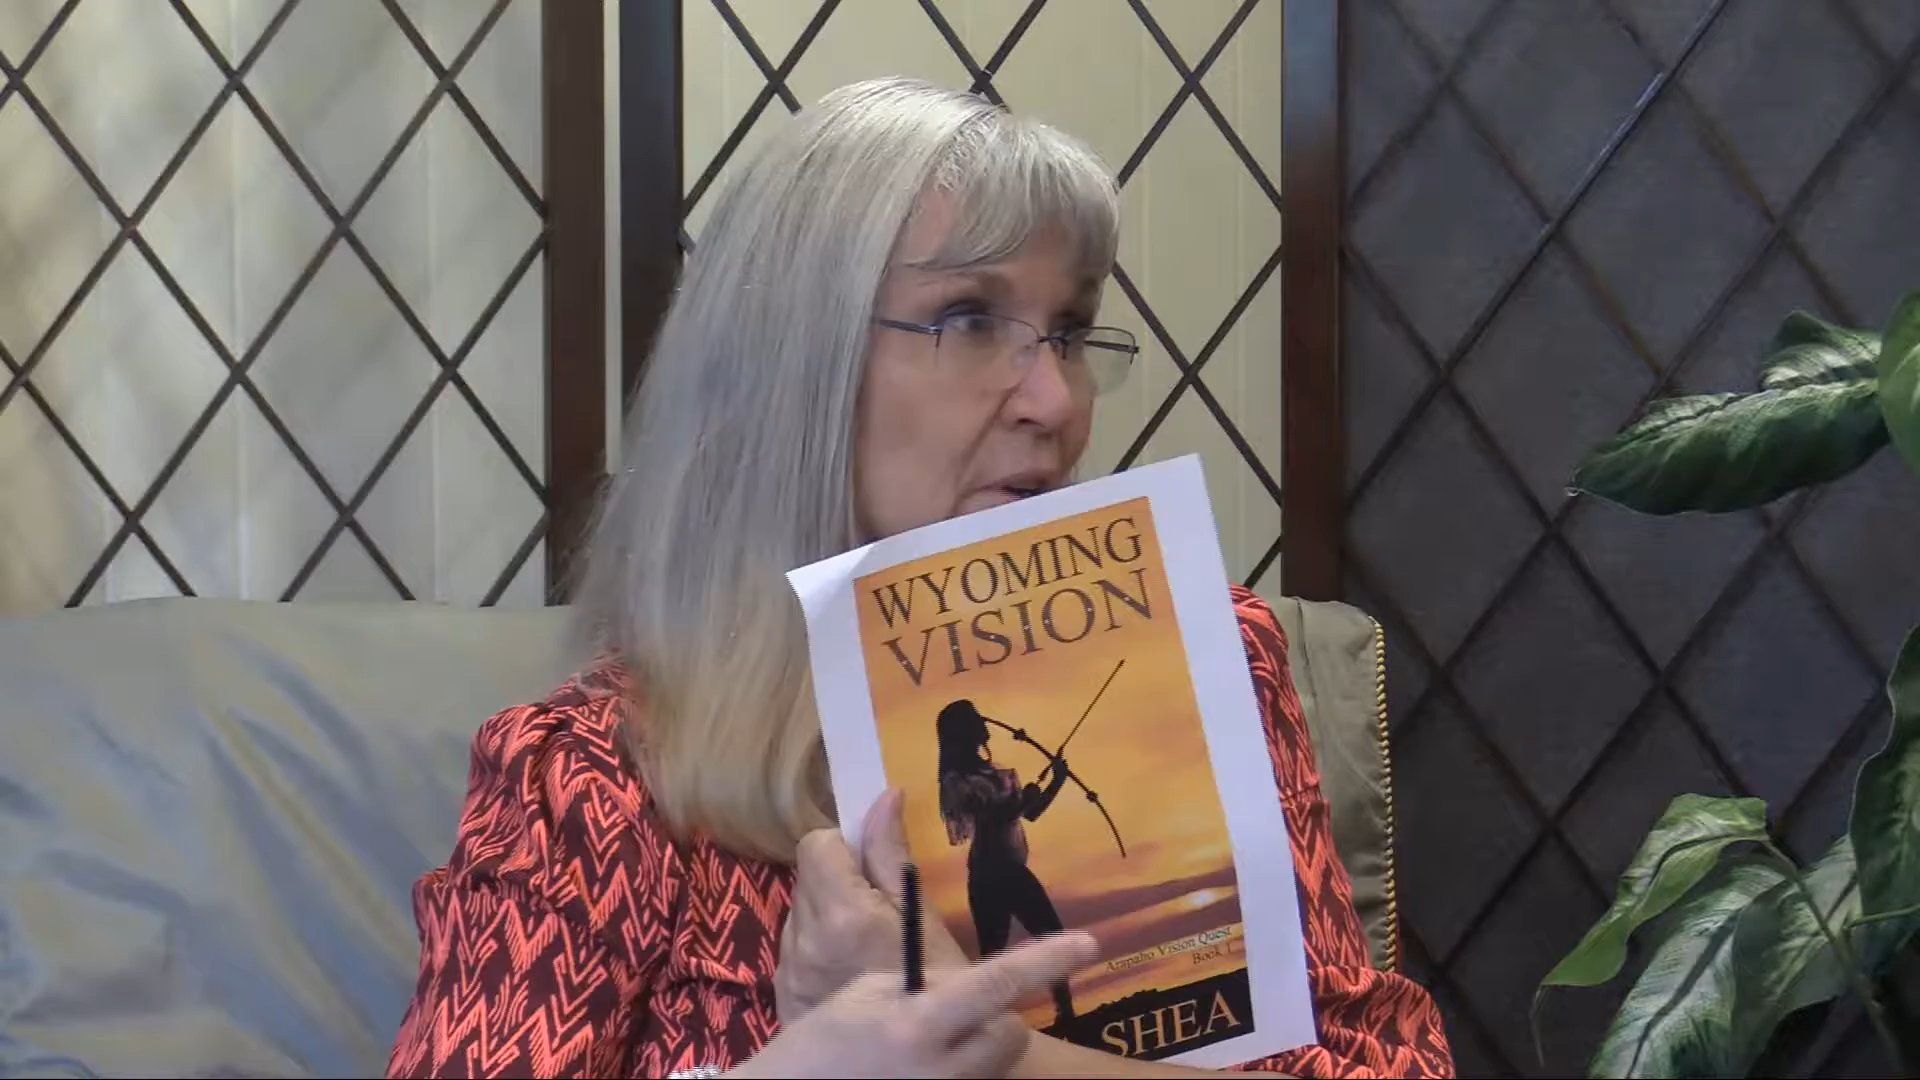 WYOMING
VISION
Arapaho Vision Quest
Book 1
SHEA